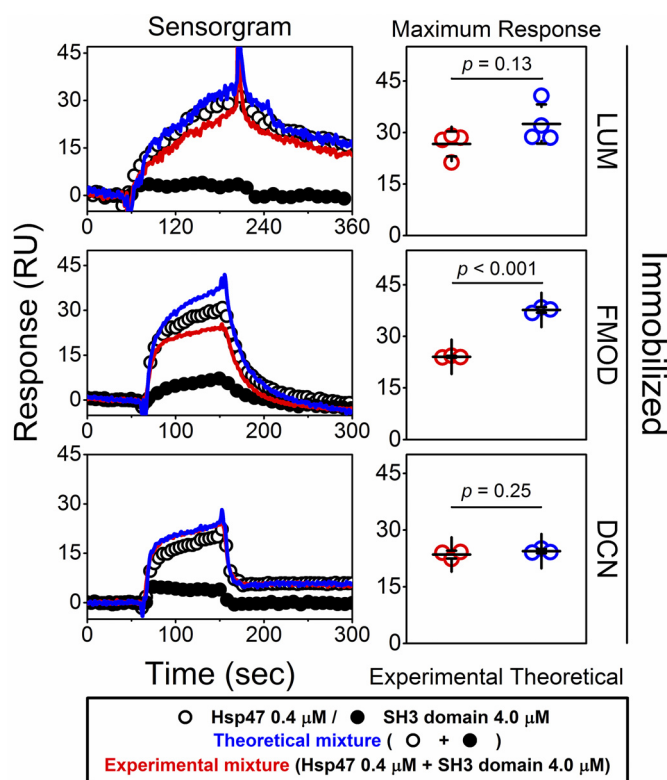 Sensorgram Maximum Response
45
30
15
0
0 120 240 360
45
30
15
0
p = 0.13
LUM
45
30
15
0
0 100 200 300
45
30
15
0
p < 0.001
FMOD
45
30
15
0
0 100 200 300
45
30
15
0
p = 0.25
DCN
Response (RU)
Immobilized
Time (sec) Experimental Theoretical
Hsp47 0.4 μM / SH3 domain 4.0 μM
Theoretical mixture ( + )
Experimental mixture (Hsp47 0.4 μM + SH3 domain 4.0 μM)